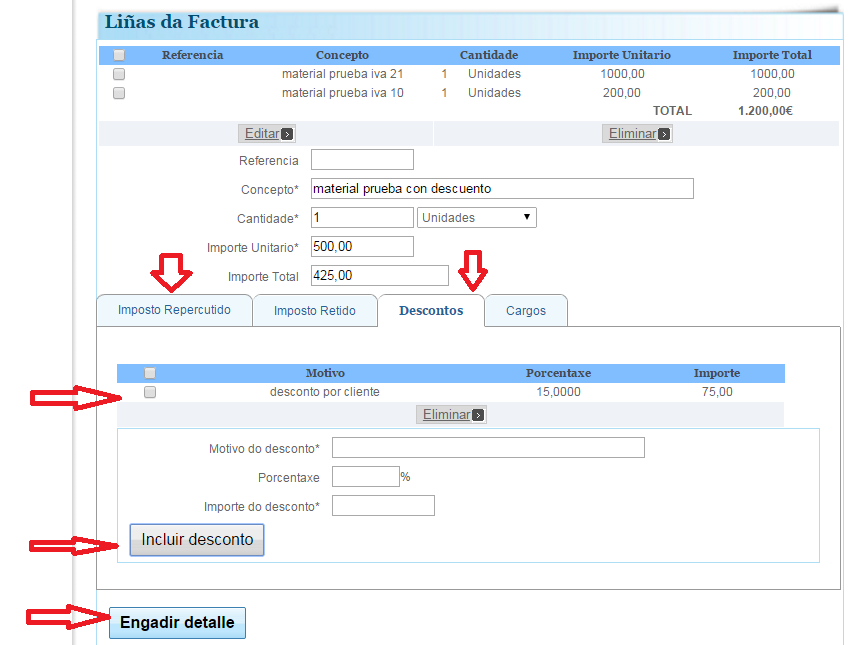 Liñas da Factura
Referencia Concepto Cantidade Importe Unitario Importe Total
material prueba iva 21 1 Unidades 1000,00 1000,00
material prueba iva 10 1 Unidades 200,00 200,00
TOTAL 1.200,00€
Editar Eliminar
Referencia
Concepto* material prueba con descuento
Cantidade* 1 Unidades
Importe Unitario* 500,00
Importe Total 425,00
Imposto Repercutido Imposto Retido Descontos Cargos
Motivo Porcentaxe Importe
desconto por cliente 15,0000 75,00
Eliminar
Motivo do desconto*
Porcentaxe %
Importe do desconto*
Incluir desconto
Engadir detalle